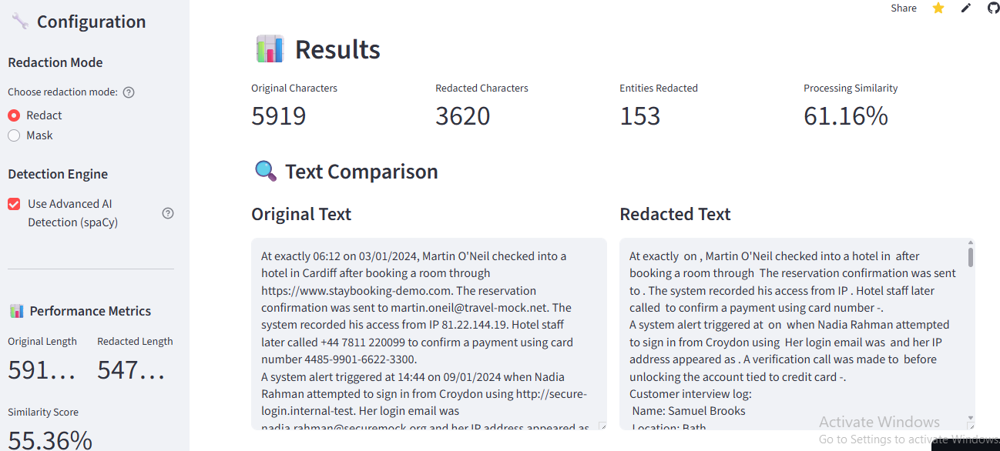 Share
Configuration
Redaction Mode
Choose redaction mode:
Redact
Mask
Detection Engine
Use Advanced AI
Detection (spaCy)
Performance Metrics
Original Length Redacted Length
591... 547...
Similarity Score
55.36%
Results
Original Characters Redacted Characters Entities Redacted Processing Similarity
5919 3620 153 61.16%
Text Comparison
Original Text
At exactly 06:12 on 03/01/2024, Martin O'Neil checked into a
hotel in Cardiff after booking a room through
https://www.staybooking-demo.com. The reservation
confirmation was sent to martin.oneil@travel-mock.net. The
system recorded his access from IP 81.22.144.19. Hotel staff
later called +44 7811 220099 to confirm a payment using card
number 4485-9901-6622-3300.
A system alert triggered at 14:44 on 09/01/2024 when Nadia
Rahman attempted to sign in from Croydon using http://secure-
login.internal-test. Her login email was
nadia.rahman@securemock.org and her IP address appeared as
Redacted Text
At exactly  on , Martin O'Neil checked into a hotel in  after
booking a room through  The reservation confirmation was sent
to . The system recorded his access from IP . Hotel staff later
called  to confirm a payment using card number -.
A system alert triggered at  on  when Nadia Rahman attempted
to sign in from Croydon using  Her login email was  and her IP
address appeared as . A verification call was made to  before
unlocking the account tied to credit card -.
Customer interview log:
Name: Samuel Brooks
Location: Bath
Activate Windows
Go to Settings to activate Windows.